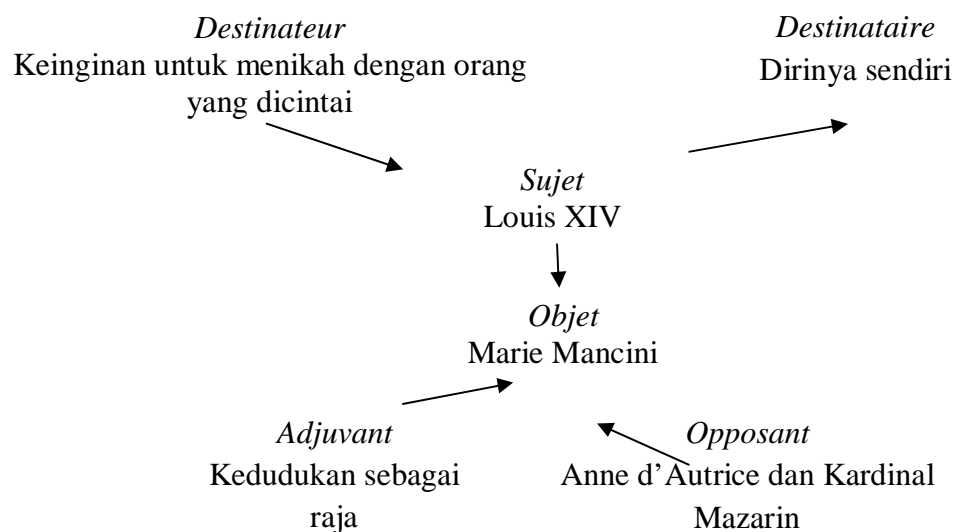 Destinateur
Keinginan untuk menikah dengan orang
yang dicintai
Destinataire
Dirinya sendiri
Sujet
Louis XIV
Objet
Marie Mancini
Adjuvant
Kedudukan sebagai
raja
Opposant
Anne d'Autrice dan Kardinal
Mazarin